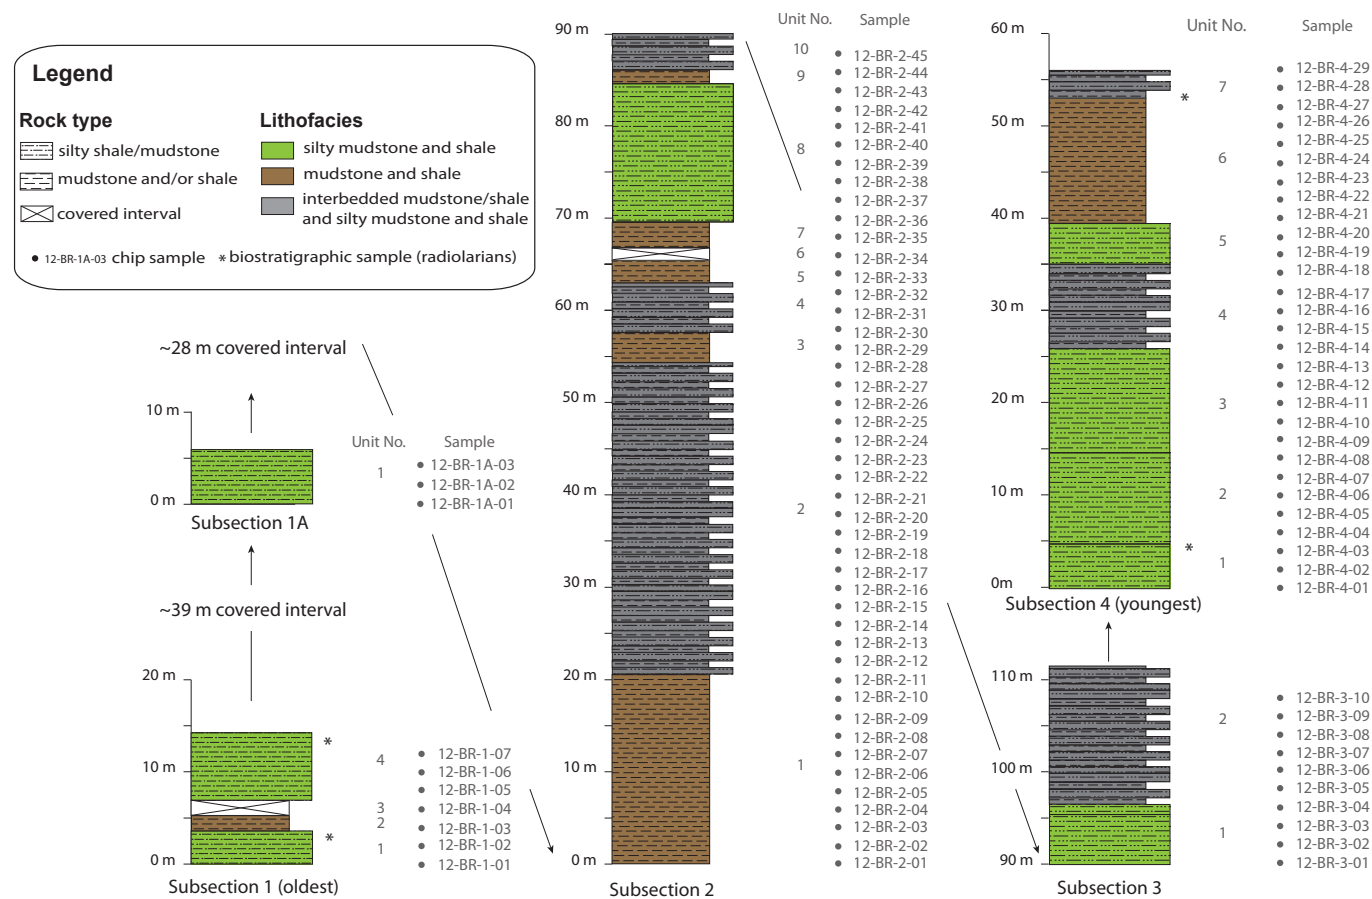 Legend
Rock type
silty shale/mudstone
mudstone and/or shale
covered interval
Lithofacies
silty mudstone and shale
mudstone and shale
interbedded mudstone/shale
and silty mudstone and shale
• 12-BR-1A-03 chip sample * biostratigraphic sample (radiolarians)
~28 m covered interval
10 m
0 m
Subsection 1A
Unit No. Sample
1
• 12-BR-1A-03
• 12-BR-1A-02
• 12-BR-1A-01
~39 m covered interval
20 m
10 m
0 m
*
*
4
3
2
1
• 12-BR-1-07
• 12-BR-1-06
• 12-BR-1-05
• 12-BR-1-04
• 12-BR-1-03
• 12-BR-1-02
• 12-BR-1-01
Subsection 1 (oldest)
90 m
80 m
70 m
60 m
50 m
40 m
30 m
20 m
10 m
0 m
Subsection 2
Unit No. Sample
10
9
8
7
6
5
4
3
2
1
• 12-BR-2-45
• 12-BR-2-44
• 12-BR-2-43
• 12-BR-2-42
• 12-BR-2-41
• 12-BR-2-40
• 12-BR-2-39
• 12-BR-2-38
• 12-BR-2-37
• 12-BR-2-36
• 12-BR-2-35
• 12-BR-2-34
• 12-BR-2-33
• 12-BR-2-32
• 12-BR-2-31
• 12-BR-2-30
• 12-BR-2-29
• 12-BR-2-28
• 12-BR-2-27
• 12-BR-2-26
• 12-BR-2-25
• 12-BR-2-24
• 12-BR-2-23
• 12-BR-2-22
• 12-BR-2-21
• 12-BR-2-20
• 12-BR-2-19
• 12-BR-2-18
• 12-BR-2-17
• 12-BR-2-16
• 12-BR-2-15
• 12-BR-2-14
• 12-BR-2-13
• 12-BR-2-12
• 12-BR-2-11
• 12-BR-2-10
• 12-BR-2-09
• 12-BR-2-08
• 12-BR-2-07
• 12-BR-2-06
• 12-BR-2-05
• 12-BR-2-04
• 12-BR-2-03
• 12-BR-2-02
• 12-BR-2-01
60 m
50 m
40 m
30 m
20 m
10 m
0m
Subsection 4 (youngest)
Unit No. Sample
*
*
7
6
5
4
3
2
1
• 12-BR-4-29
• 12-BR-4-28
• 12-BR-4-27
• 12-BR-4-26
• 12-BR-4-25
• 12-BR-4-24
• 12-BR-4-23
• 12-BR-4-22
• 12-BR-4-21
• 12-BR-4-20
• 12-BR-4-19
• 12-BR-4-18
• 12-BR-4-17
• 12-BR-4-16
• 12-BR-4-15
• 12-BR-4-14
• 12-BR-4-13
• 12-BR-4-12
• 12-BR-4-11
• 12-BR-4-10
• 12-BR-4-09
• 12-BR-4-08
• 12-BR-4-07
• 12-BR-4-06
• 12-BR-4-05
• 12-BR-4-04
• 12-BR-4-03
• 12-BR-4-02
• 12-BR-4-01
110 m
100 m
90 m
2
1
• 12-BR-3-10
• 12-BR-3-09
• 12-BR-3-08
• 12-BR-3-07
• 12-BR-3-06
• 12-BR-3-05
• 12-BR-3-04
• 12-BR-3-03
• 12-BR-3-02
• 12-BR-3-01
Subsection 3